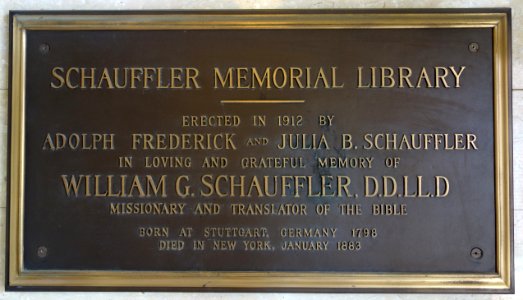 SCHAUFFLER MEMORIAL LIBRARY
ERECTED IN 1912 BY
ADOLPH FREDERICK AND JULIA B. SCHAUFFLER
IN LOVING AND GRATEFUL MEMORY OF
WILLIAM G. SCHAUFFLER, D.D.LL.D
MISSIONARY AND TRANSLATOR OF THE BIBLE
BORN AT STUTTGART, GERMANY 1798
DIED IN NEW YORK, JANUARY 1883